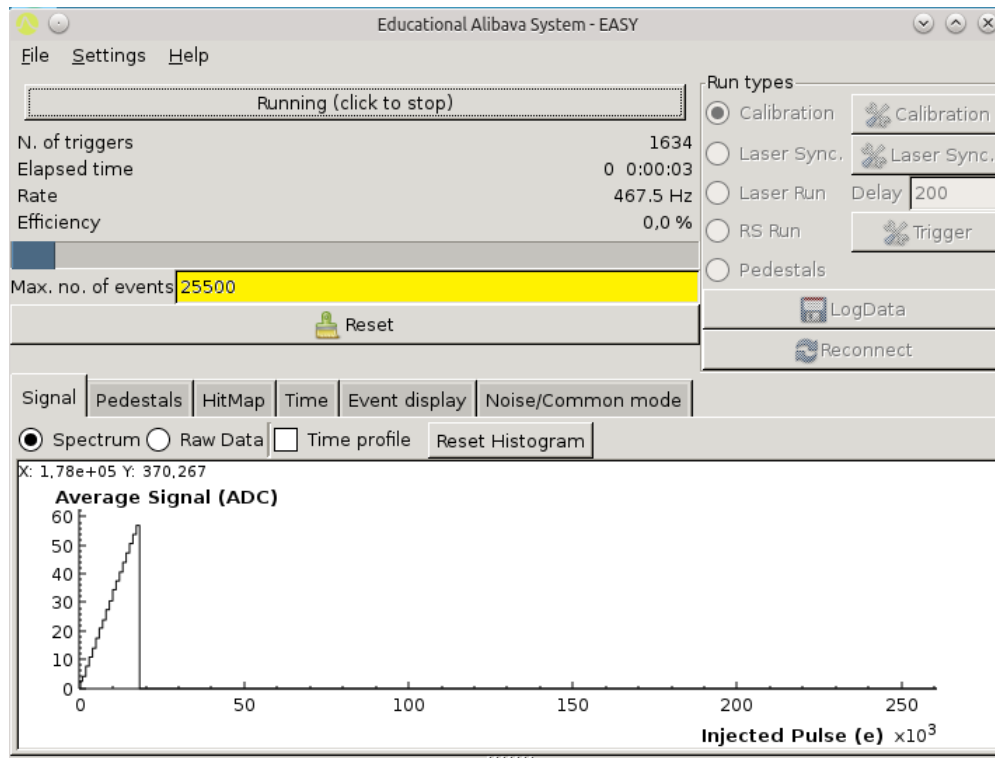 Educational Alibava System - EASY
File Settings Help
Running (click to stop)
N. of triggers 1634
Elapsed time 0 0:00:03
Rate 467.5 Hz
Efficiency 0,0 %
Max. no. of events 25500
Reset
Run types
Calibration Calibration
Laser Sync. Laser Sync.
Laser Run Delay 200
RS Run Trigger
Pedestals
LogData
Reconnect
Signal Pedestals HitMap Time Event display Noise/Common mode
Spectrum Raw Data Time profile Reset Histogram
X: 1,78e+05 Y: 370,267
Average Signal (ADC)
60
50
40
30
20
10
0
0 50 100 150 200 250
Injected Pulse (e) ×10³